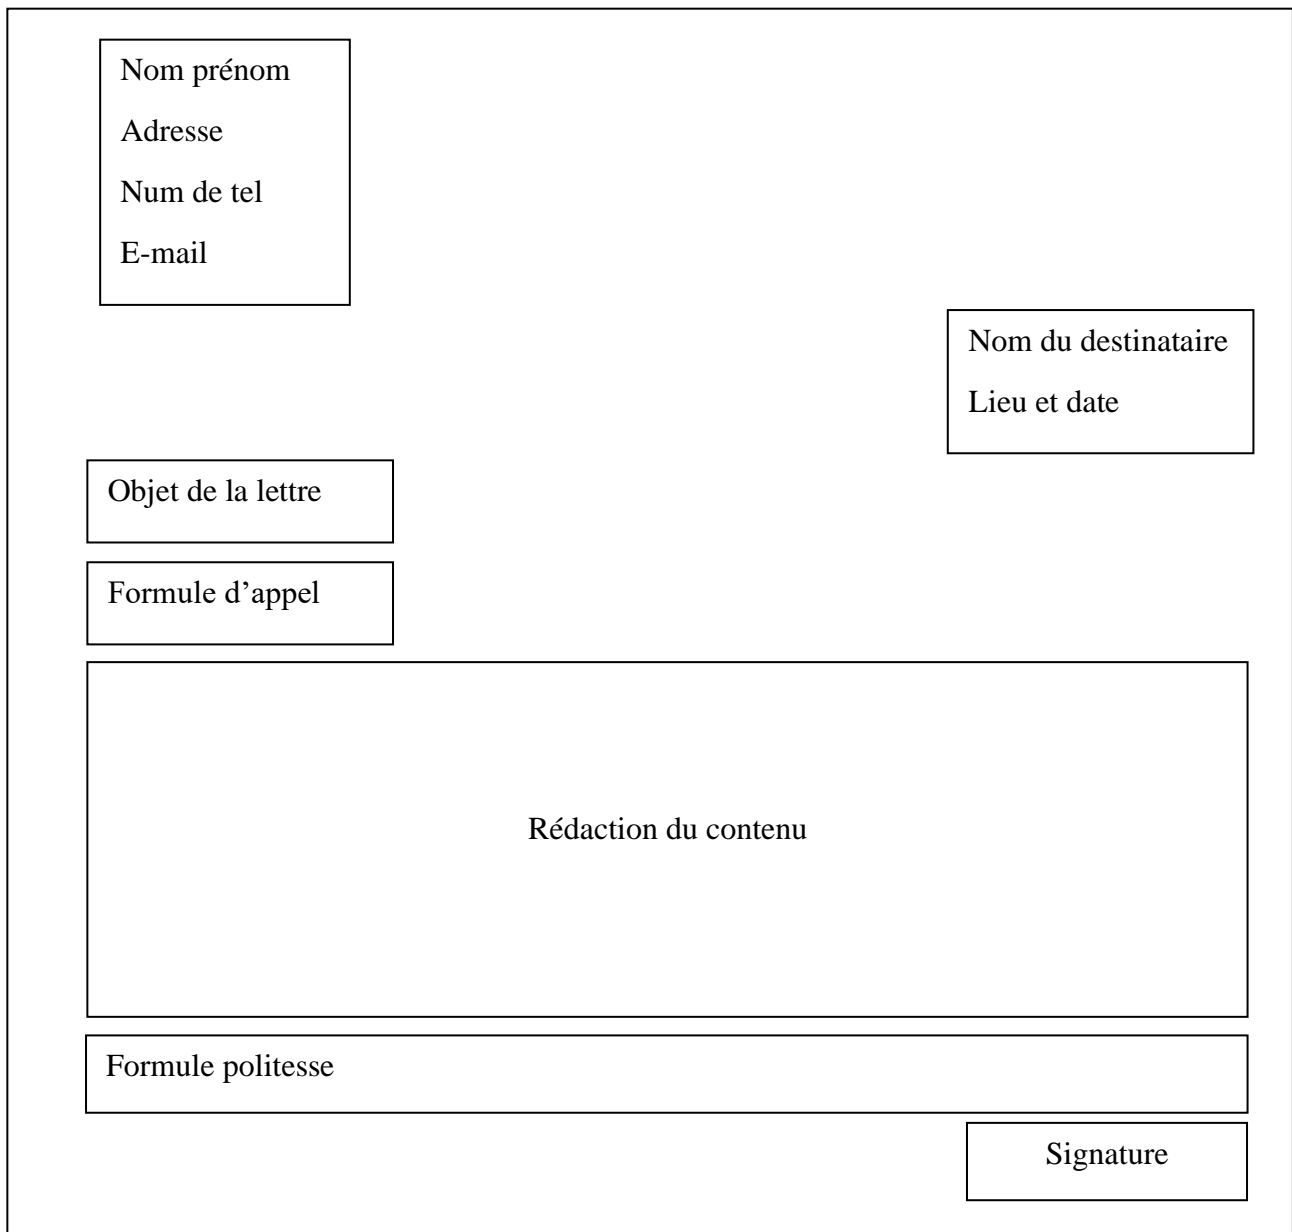 Nom prénom
Adresse
Num de tel
E-mail
Nom du destinataire
Lieu et date
Objet de la lettre
Formule d’appel
Rédaction du contenu
Formule politesse
Signature